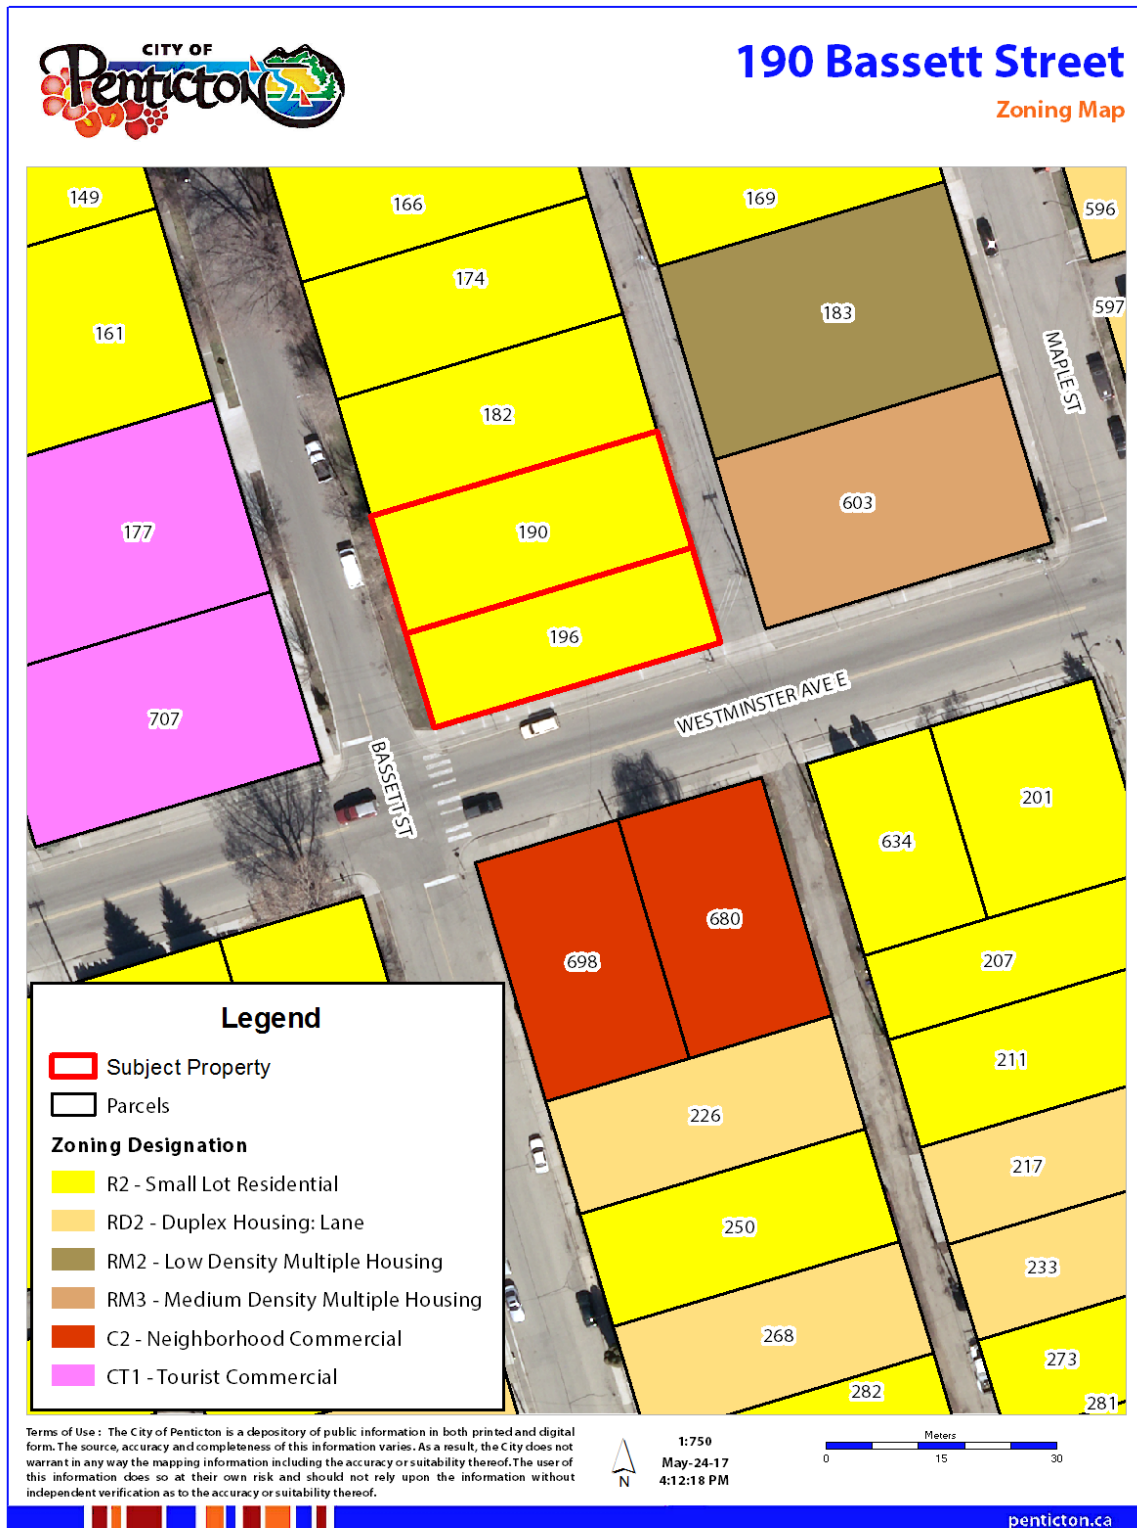 CITY OF
Penticton
190 Bassett Street
Zoning Map
149
166
169
596
174
161
183
597
MAPLE ST
182
177
190
603
196
707
WESTMINSTER AVE E
BASSETT ST
201
634
680
698
207
211
226
217
250
233
268
273
282
281
Legend
Subject Property
Parcels
Zoning Designation
R2 - Small Lot Residential
RD2 - Duplex Housing: Lane
RM2 - Low Density Multiple Housing
RM3 - Medium Density Multiple Housing
C2 - Neighborhood Commercial
CT1 - Tourist Commercial
Terms of Use : The City of Penticton is a depository of public information in both printed and digital
form. The source, accuracy and completeness of this information varies. As a result, the City does not
warrant in any way the mapping information including the accuracy or suitability thereof. The user of
this information does so at their own risk and should not rely upon the information without
independent verification as to the accuracy or suitability thereof.
N
1:750
May-24-17
4:12:18 PM
Meters
0 15 30
penticton.ca